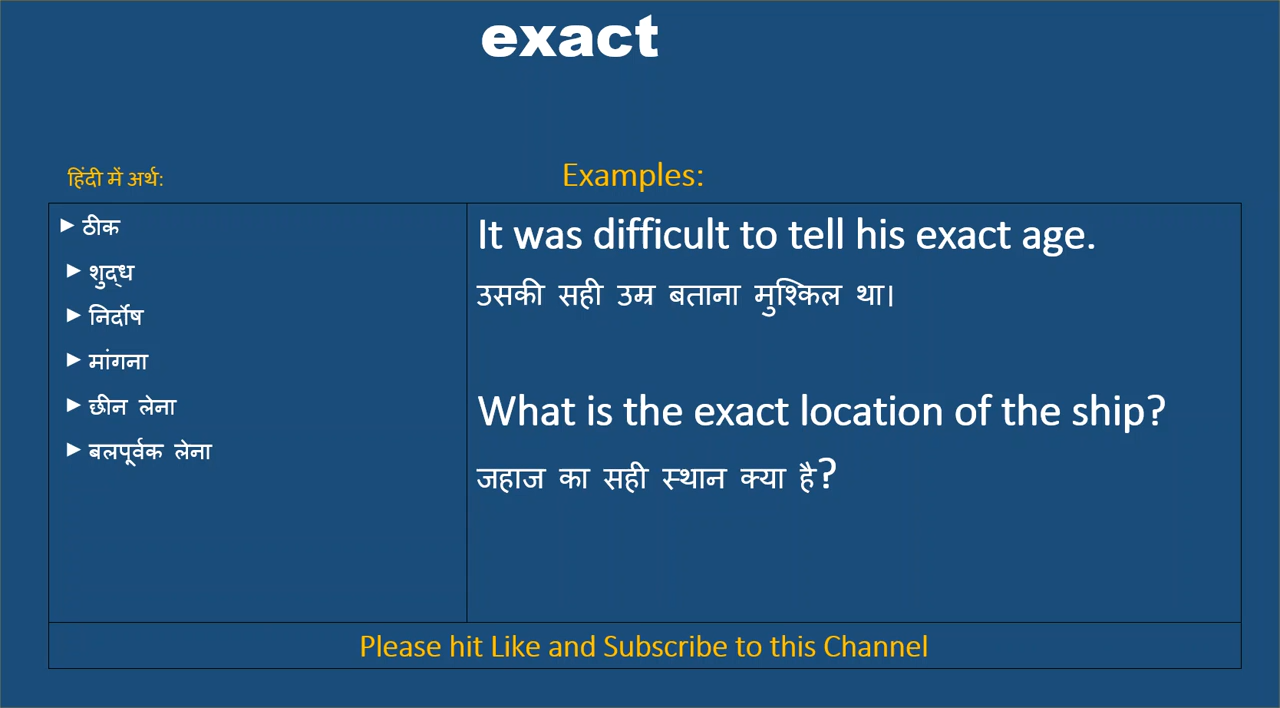 exact
हिंदी में अर्थ:
Examples:
► ठीक
► शुद्ध
► निर्दोष
► मांगना
► छीन लेना
► बलपूर्वक लेना
It was difficult to tell his exact age.
उसकी सही उम्र बताना मुश्किल था।
What is the exact location of the ship?
जहाज का सही स्थान क्या है?
Please hit Like and Subscribe to this Channel